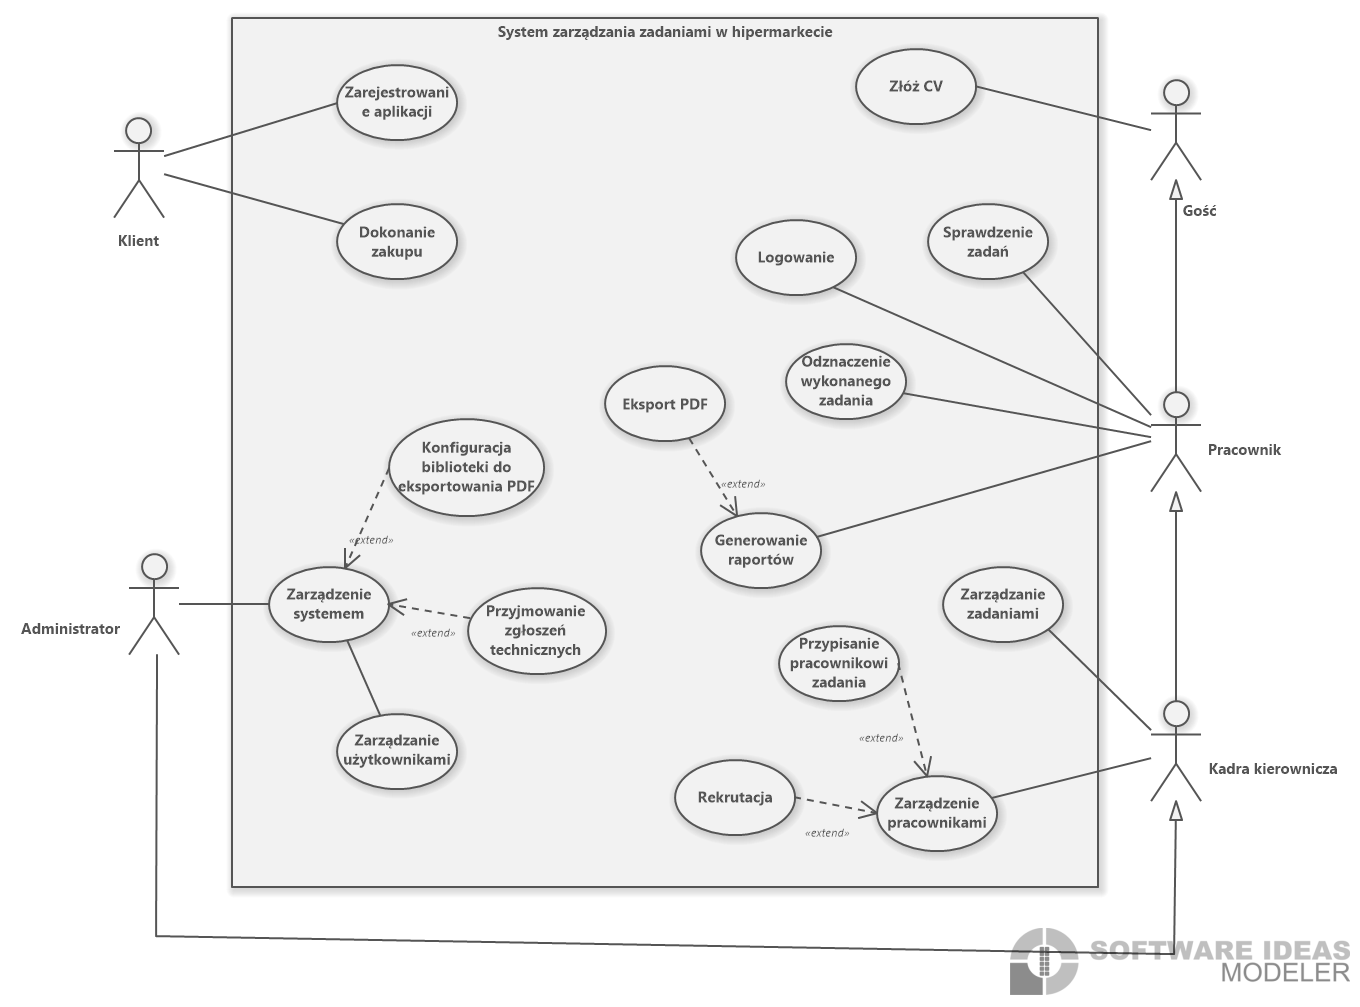 System zarządzania zadaniami w hipermarkecie
Zarejestrowani
e aplikacji
Złóż CV
Klient
Gość
Dokonanie
zakupu
Logowanie
Sprawdzenie
zadań
Odznaczenie
wykonanego
zadania
Eksport PDF
Pracownik
Konfiguracja
biblioteki do
eksportowania PDF
«extend»
«extend»
Generowanie
raportów
Administrator
Zarządzenie
systemem
«extend»
Przyjmowanie
zgłoszeń
technicznych
Zarządzanie
zadaniami
Przypisanie
pracownikowi
zadania
«extend»
Zarządzanie
użytkownikami
Kadra kierownicza
Rekrutacja
«extend»
Zarządzenie
pracownikami
SOFTWARE IDEAS
MODELER